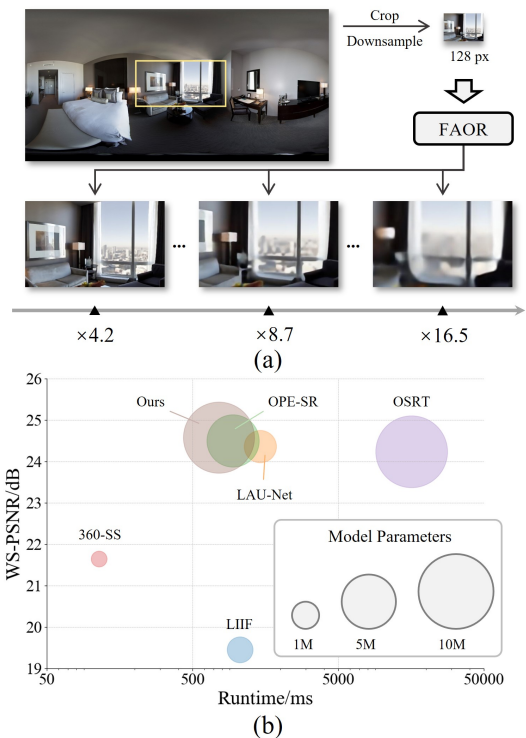 Crop
Downsample
128 px
FAOR
...
...
×4.2
×8.7
×16.5
(a)
26
25
24
23
22
21
20
19
WS-PSNR/dB
Ours
OPE-SR
OSRT
LAU-Net
360-SS
LIIF
Model Parameters
1M
5M
10M
50
500
5000
50000
Runtime/ms
(b)